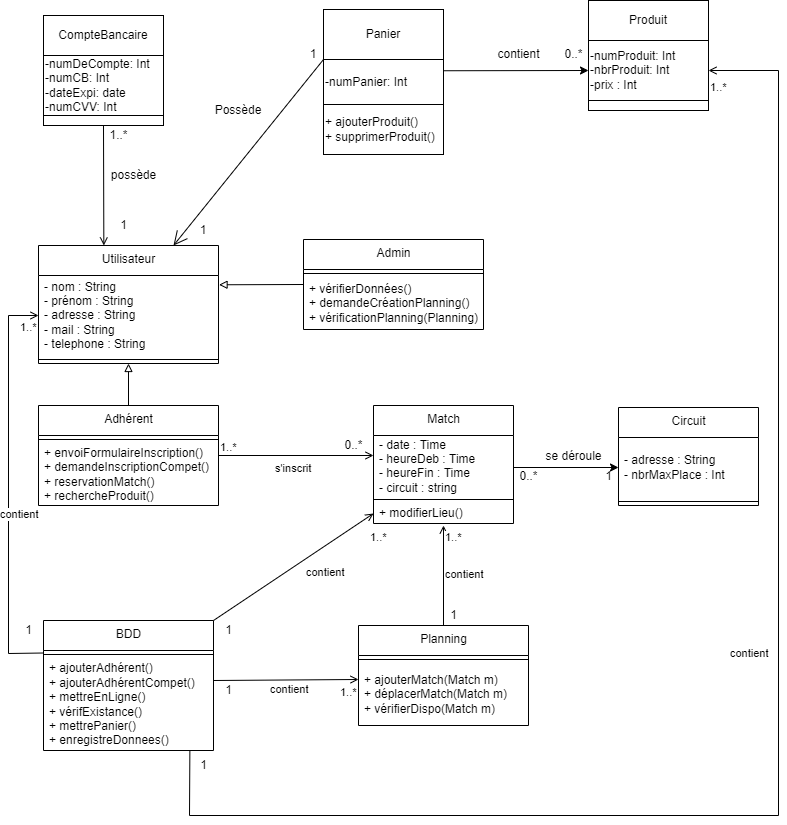 CompteBancaire
-numDeCompte: Int
-numCB: Int
-dateExpi: date
-numCVV: Int
1..*
possède
1
Panier
-numPanier: Int
+ ajouterProduit()
+ supprimerProduit()
1
Possède
1
contient
0..*
Produit
-numProduit: Int
-nbrProduit: Int
-prix : Int
1..*
Utilisateur
- nom : String
- prénom : String
- adresse : String
- mail : String
- telephone : String
1..*
Admin
+ vérifierDonnées()
+ demandeCréationPlanning()
+ vérificationPlanning(Planning)
Adhérent
+ envoiFormulaireInscription()
+ demandeInscriptionCompet()
+ reservationMatch()
+ rechercheProduit()
1..*
s'inscrit
0..*
Match
- date : Time
- heureDeb : Time
- heureFin : Time
- circuit : string
+ modifierLieu()
se déroule
0..*
1
Circuit
- adresse : String
- nbrMaxPlace : Int
contient
1..*
1..*
contient
contient
1
1
1
BDD
+ ajouterAdhérent()
+ ajouterAdhérentCompet()
+ mettreEnLigne()
+ vérifExistance()
+ mettrePanier()
+ enregistreDonnees()
1
contient
1..*
Planning
+ ajouterMatch(Match m)
+ déplacerMatch(Match m)
+ vérifierDispo(Match m)
contient
1